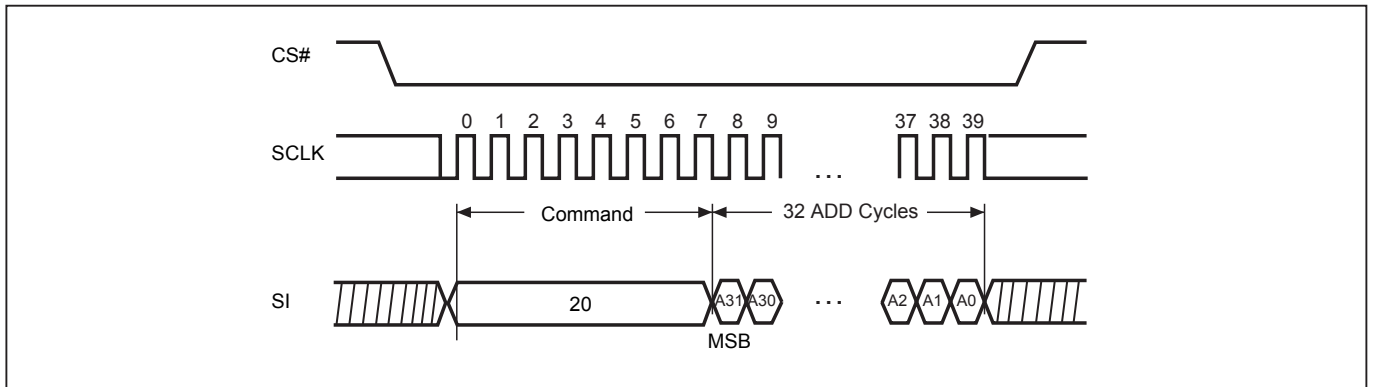 CS#
0 1 2 3 4 5 6 7 8 9 37 38 39
SCLK
. . .
Command 32 ADD Cycles
SI 20 A31 A30 . . . A2 A1 A0
MSB